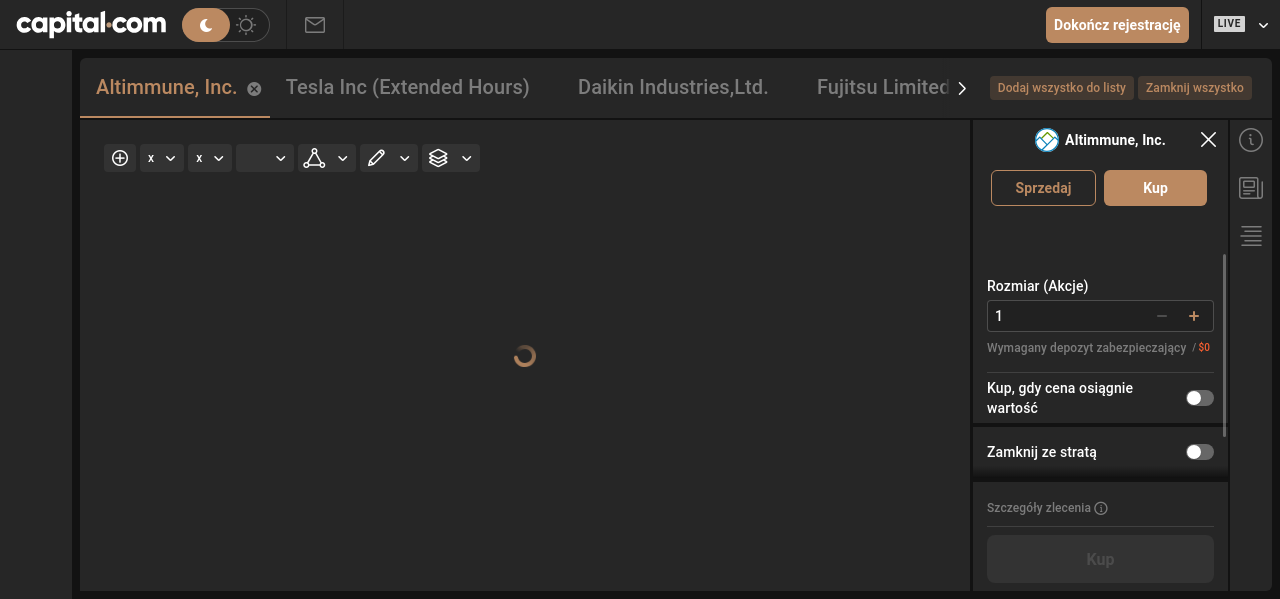 capital.com
Dokończ rejestrację
LIVE
Altimmune, Inc.
Tesla Inc (Extended Hours)
Daikin Industries,Ltd.
Fujitsu Limited
Dodaj wszystko do listy
Zamknij wszystko
x
x
Altimmune, Inc.
Sprzedaj
Kup
Rozmiar (Akcje)
1
Wymagany depozyt zabezpieczający / $0
Kup, gdy cena osiągnie
wartość
Zamknij ze stratą
Szczegóły zlecenia
Kup